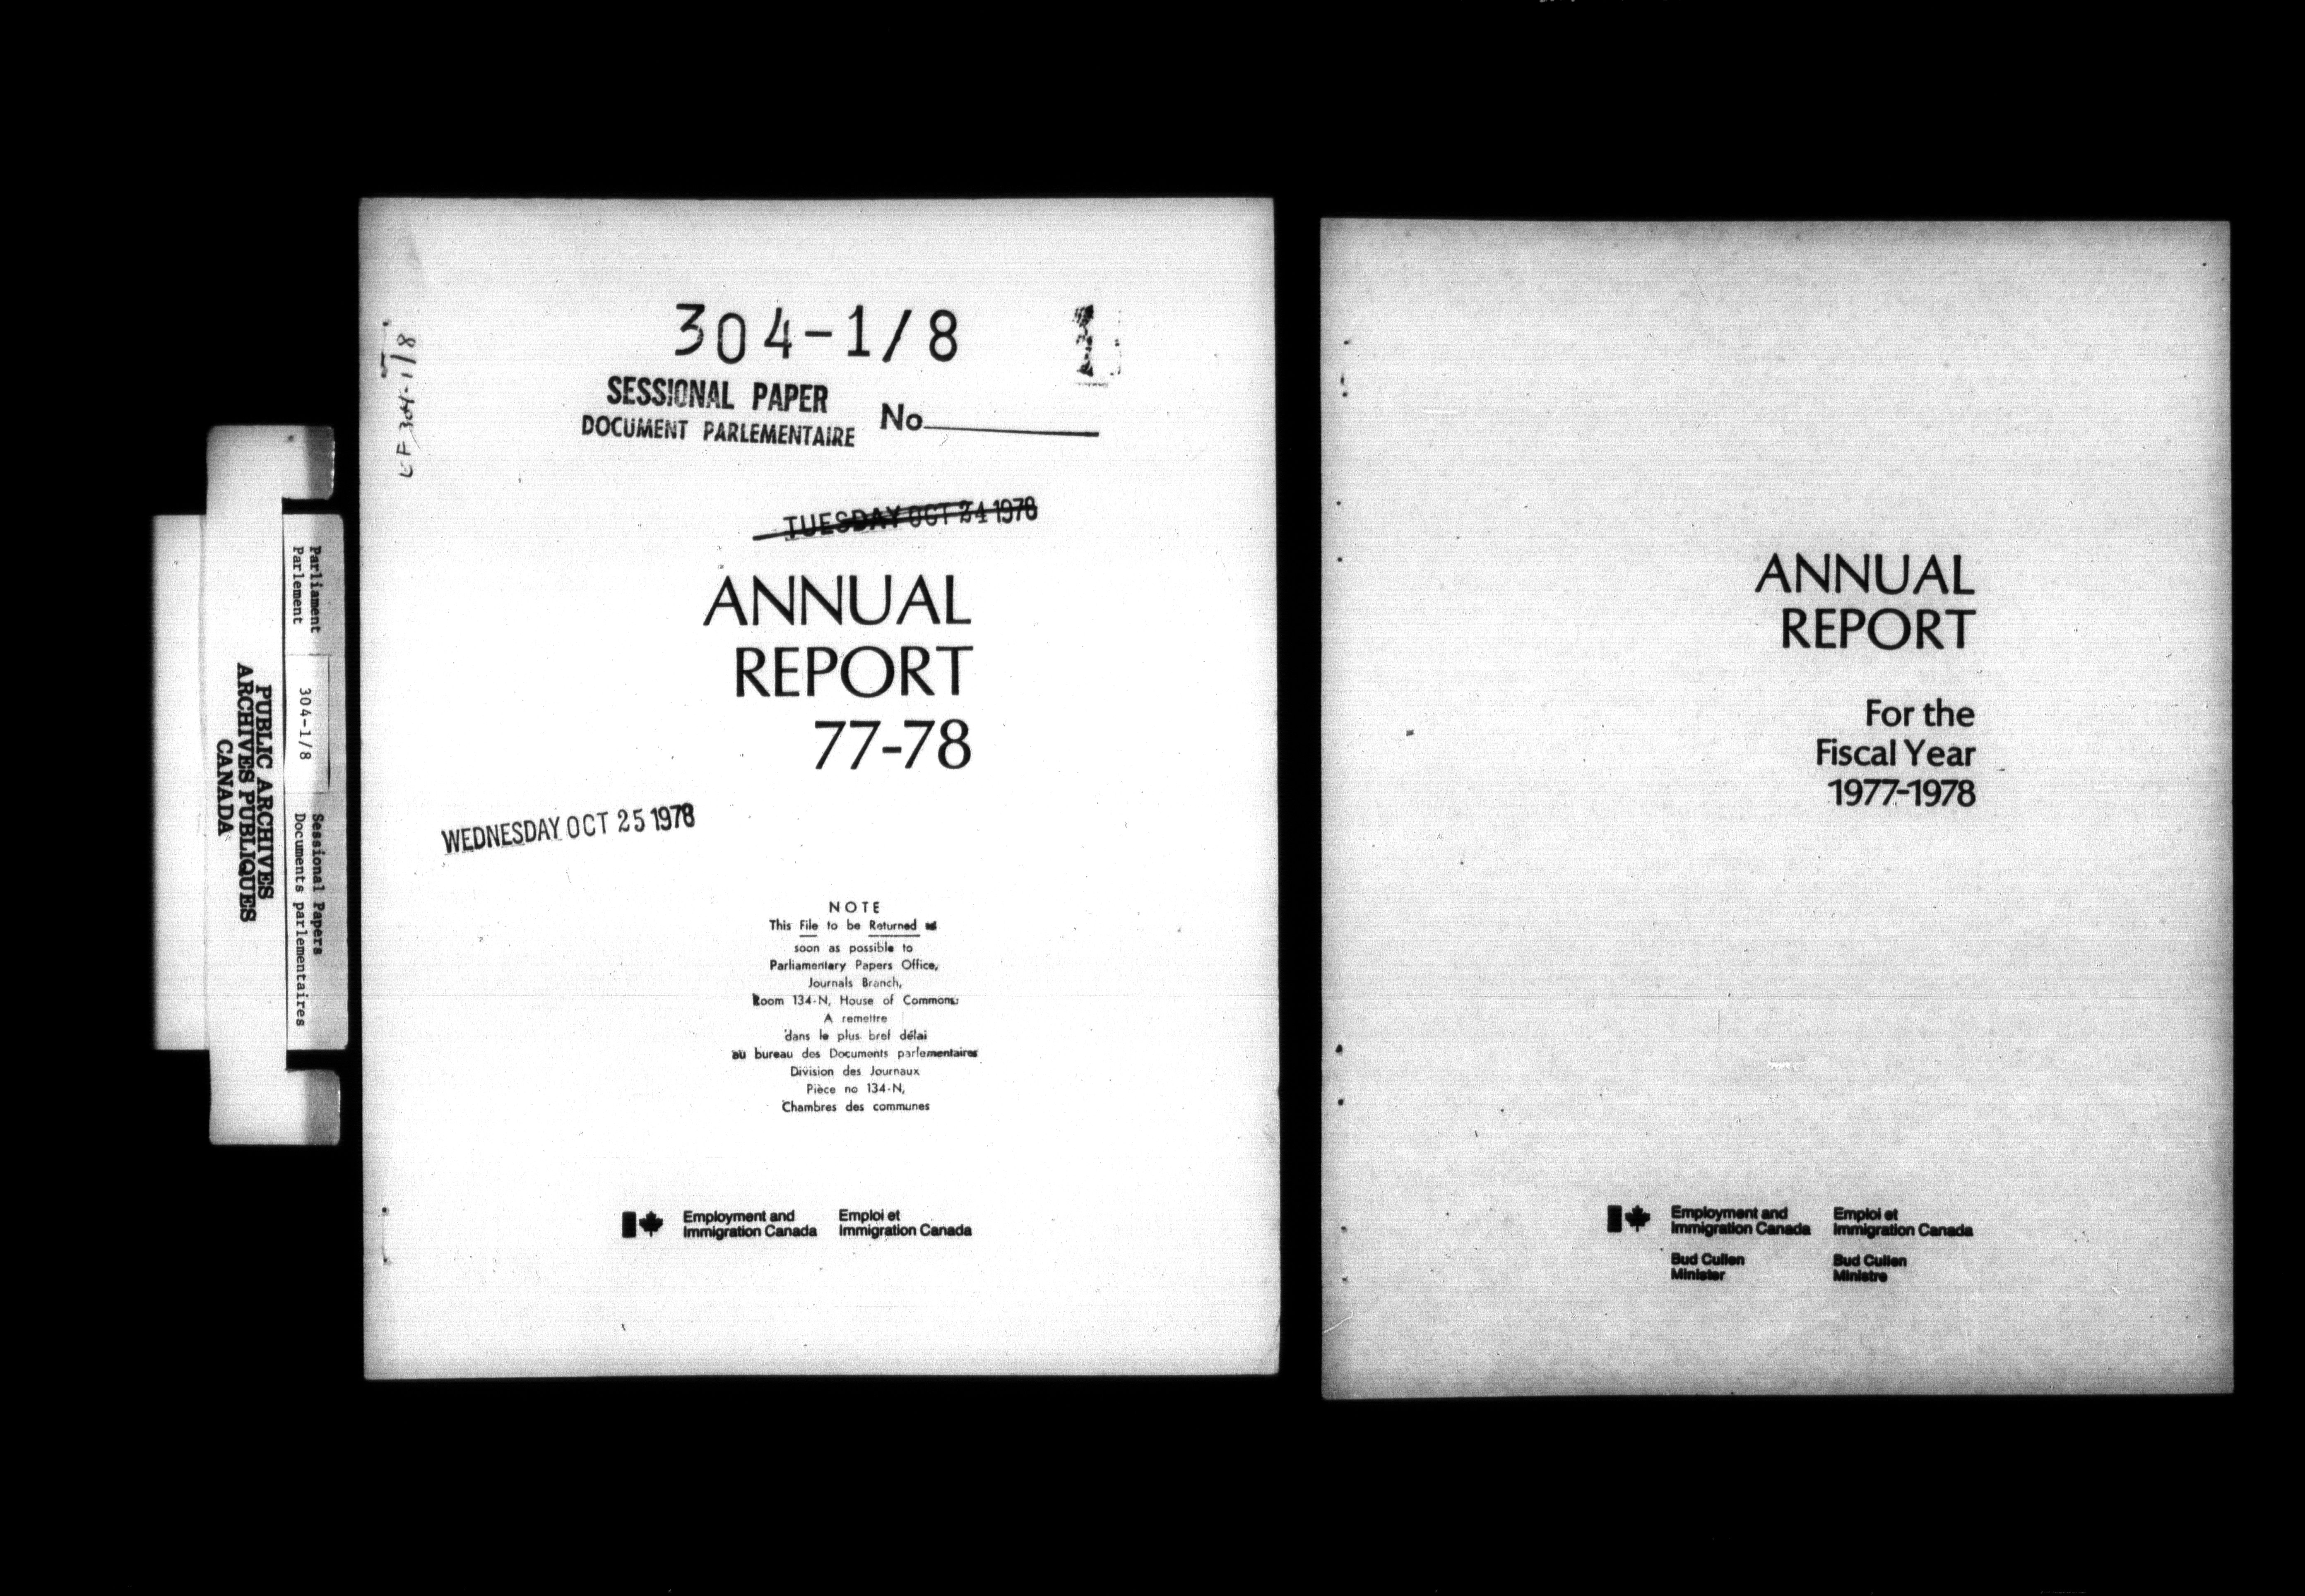 Parliament
Parlement
304-1/8
Sessional Papers
Documents parlementaires
PUBLIC ARCHIVES
ARCHIVES PUBLIQUES
CANADA
304-1/8
304-1/8
SESSIONAL PAPER
DOCUMENT PARLEMENTAIRE
No
TUESDAY OCT 24 1978
ANNUAL
REPORT
77-78
WEDNESDAY OCT 25 1978
NOTE
This File to be Returned as
soon as possible to
Parliamentary Papers Office,
Journals Branch,
Room 134-N, House of Commons:
A remettre
dans le plus bref délai
au bureau des Documents parlementaires
Division des Journaux
Pièce no 134-N,
Chambres des communes
Employment and
Immigration Canada
Emploi et
Immigration Canada
ANNUAL
REPORT
For the
Fiscal Year
1977-1978
Employment and
Immigration Canada
Bud Cullen
Minister
Emploi et
Immigration Canada
Bud Cullen
Ministre